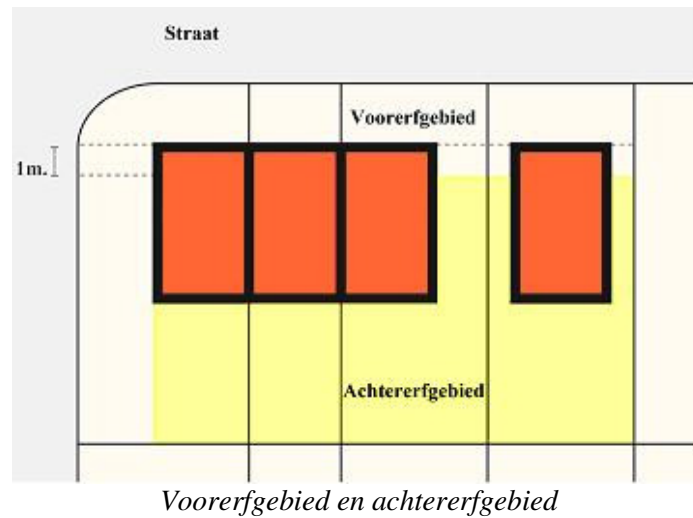 Straat
Voorerfgebied
1m.
Achtererfgebied
Voorerfgebied en achtererfgebied